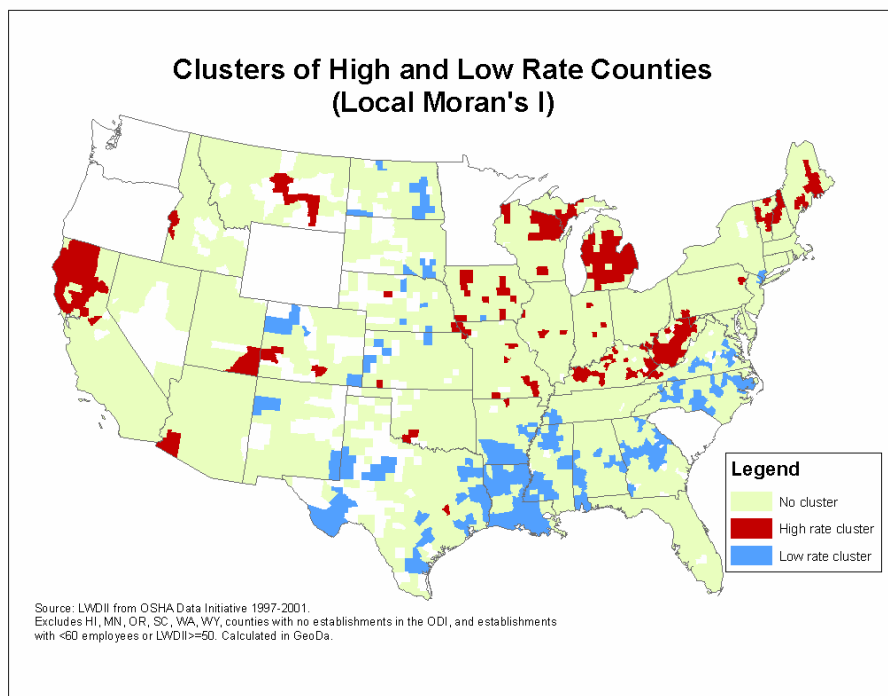 Clusters of High and Low Rate Counties
(Local Moran's I)
Legend
No cluster
High rate cluster
Low rate cluster
Source: LWDII from OSHA Data Initiative 1997-2001.
Excludes HI, MN, OR, SC, WA, WY, counties with no establishments in the ODI, and establishments
with <60 employees or LWDII>=50. Calculated in GeoDa.